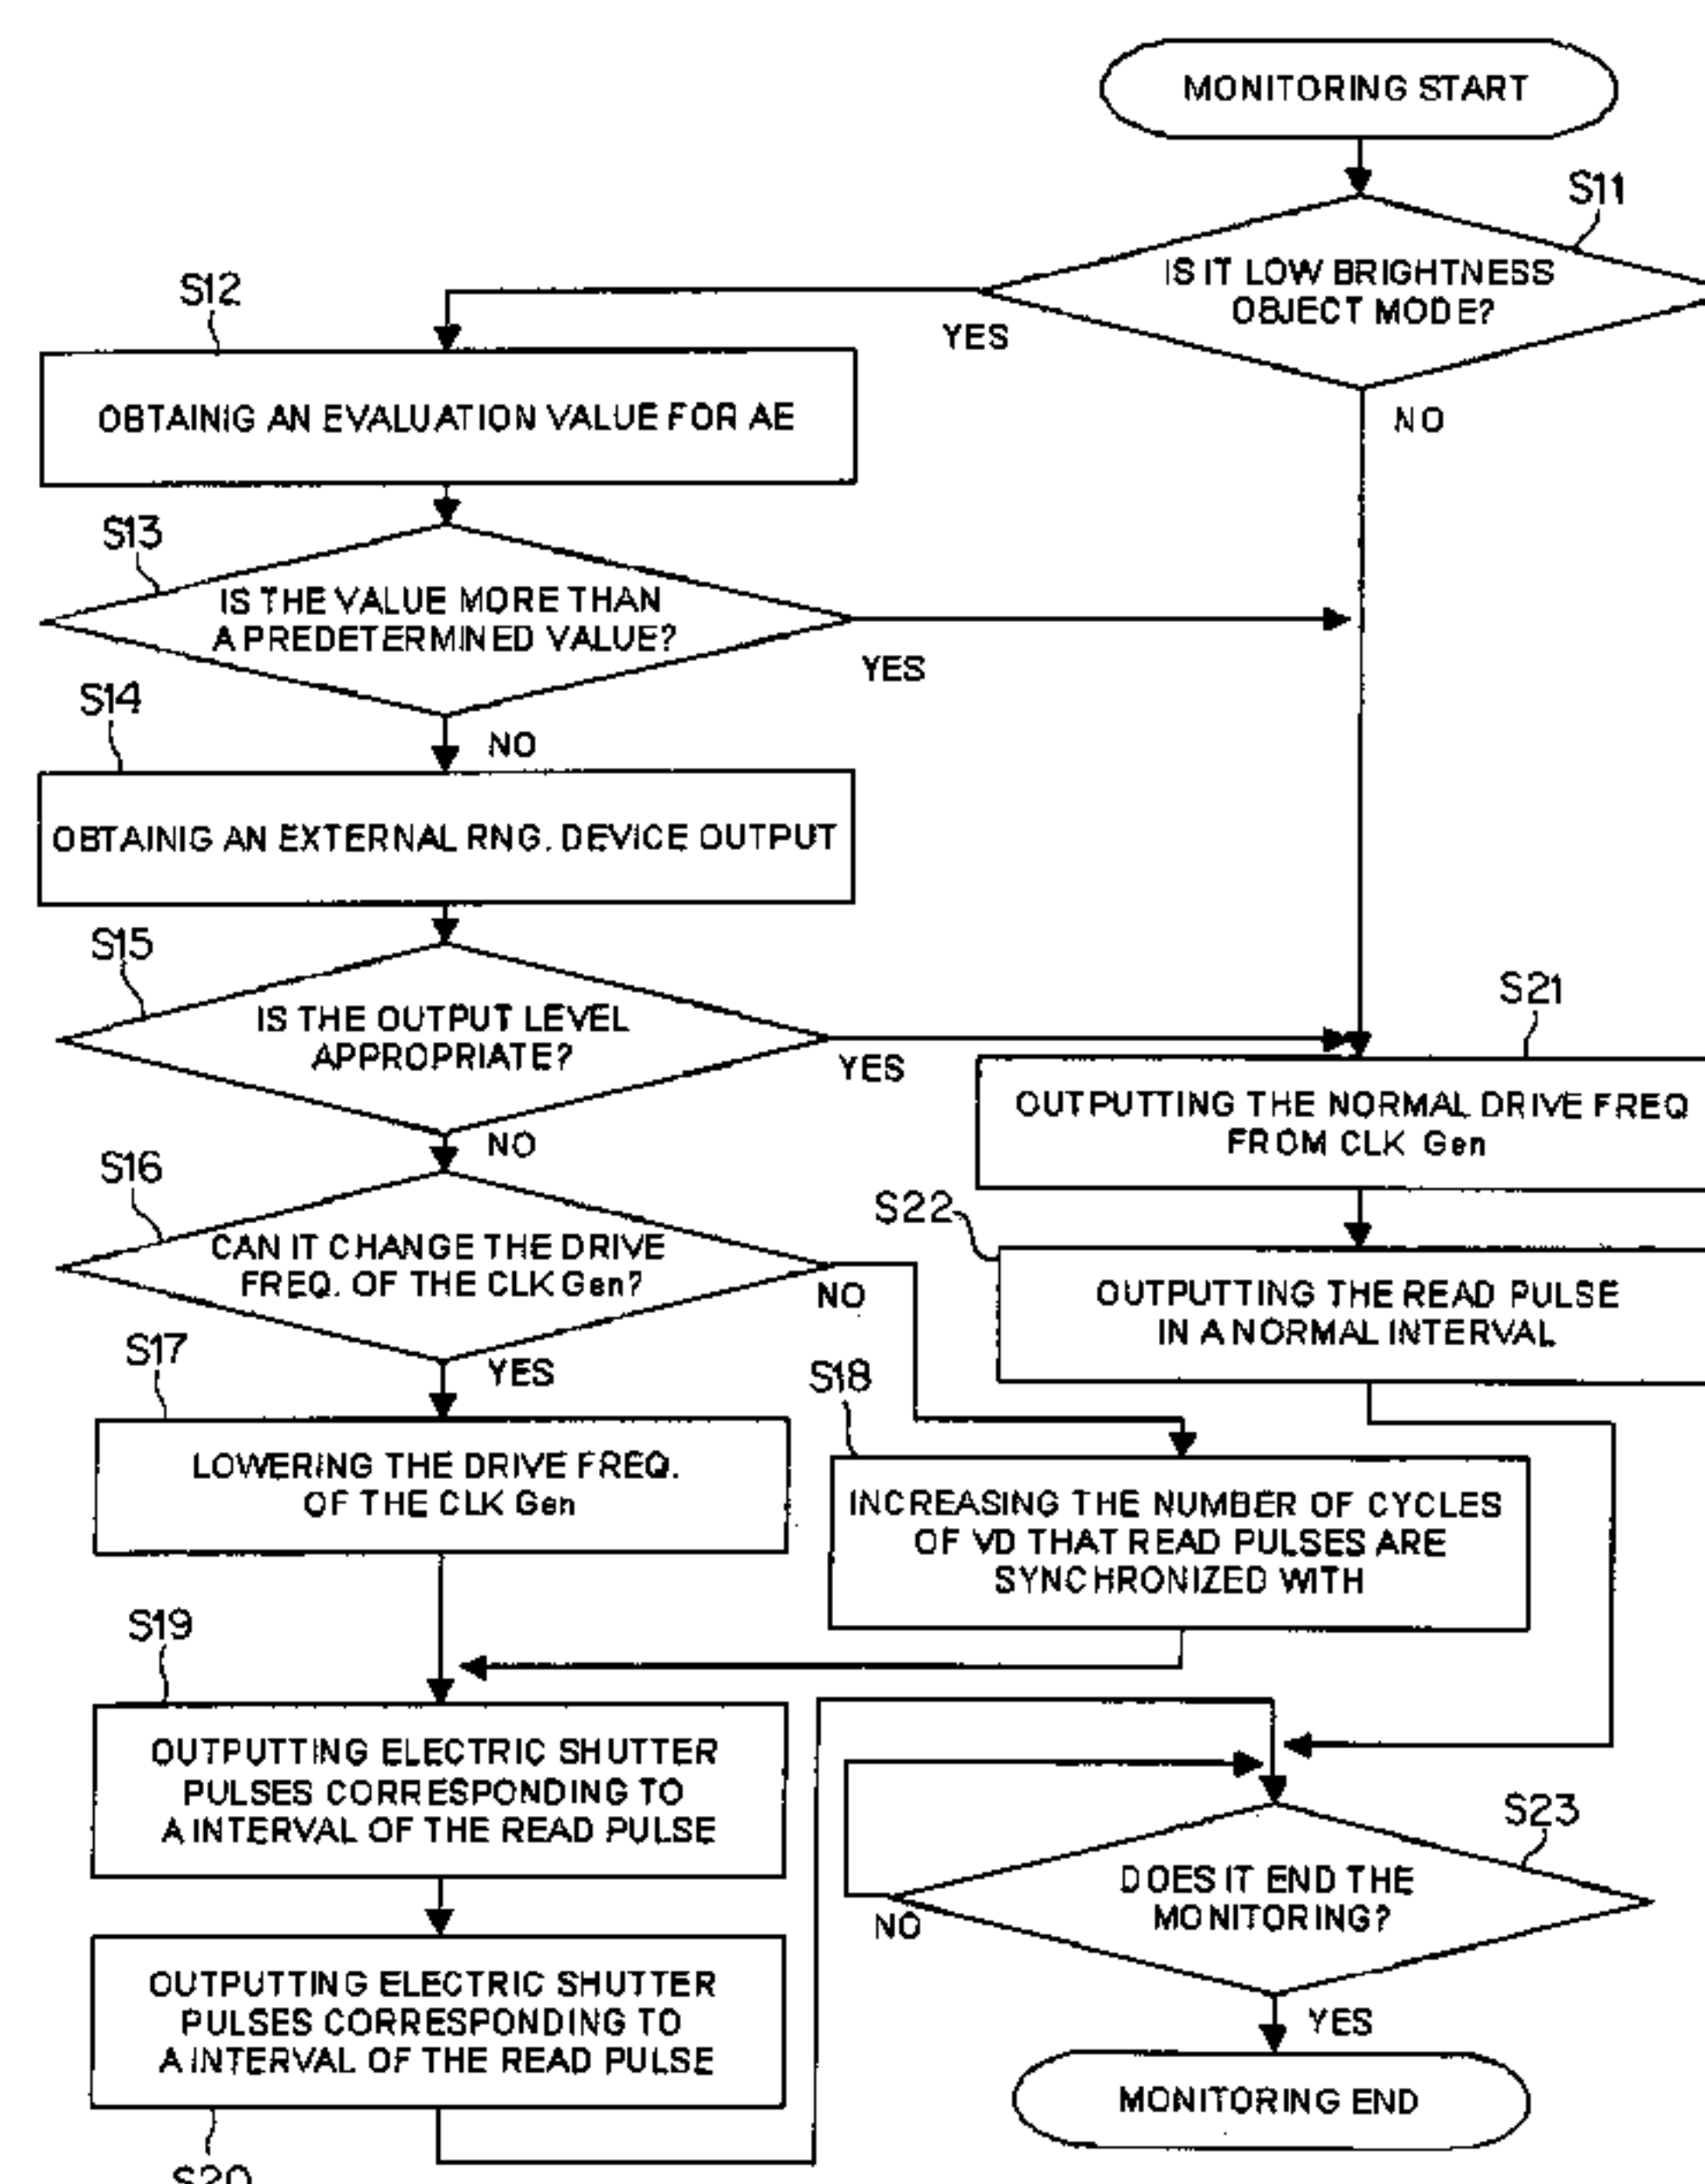 MONITORING START
S11
IS IT LOW BRIGHTNESS
OBJECT MODE?
YES
NO
S12
OBTAINIG AN EVALUATION VALUE FOR AE
S13
IS THE VALUE MORE THAN
A PREDETERMINED VALUE?
YES
NO
S14
OBTAINIG AN EXTERNAL RNG. DEVICE OUTPUT
S15
IS THE OUTPUT LEVEL
APPROPRIATE?
YES
NO
S16
CAN IT CHANGE THE DRIVE
FREQ. OF THE CLK Gen?
NO
YES
S17
LOWERING THE DRIVE FREQ.
OF THE CLK Gen
S18
INCREASING THE NUMBER OF CYCLES
OF VD THAT READ PULSES ARE
SYNCHRONIZED WITH
S19
OUTPUTTING ELECTRIC SHUTTER
PULSES CORRESPONDING TO
A INTERVAL OF THE READ PULSE
OUTPUTTING ELECTRIC SHUTTER
PULSES CORRESPONDING TO
A INTERVAL OF THE READ PULSE
S20
S21
OUTPUTTING THE NORMAL DRIVE FREQ
FROM CLK Gen
S22
OUTPUTTING THE READ PULSE
IN A NORMAL INTERVAL
S23
DOES IT END THE
MONITORING?
NO
YES
MONITORING END